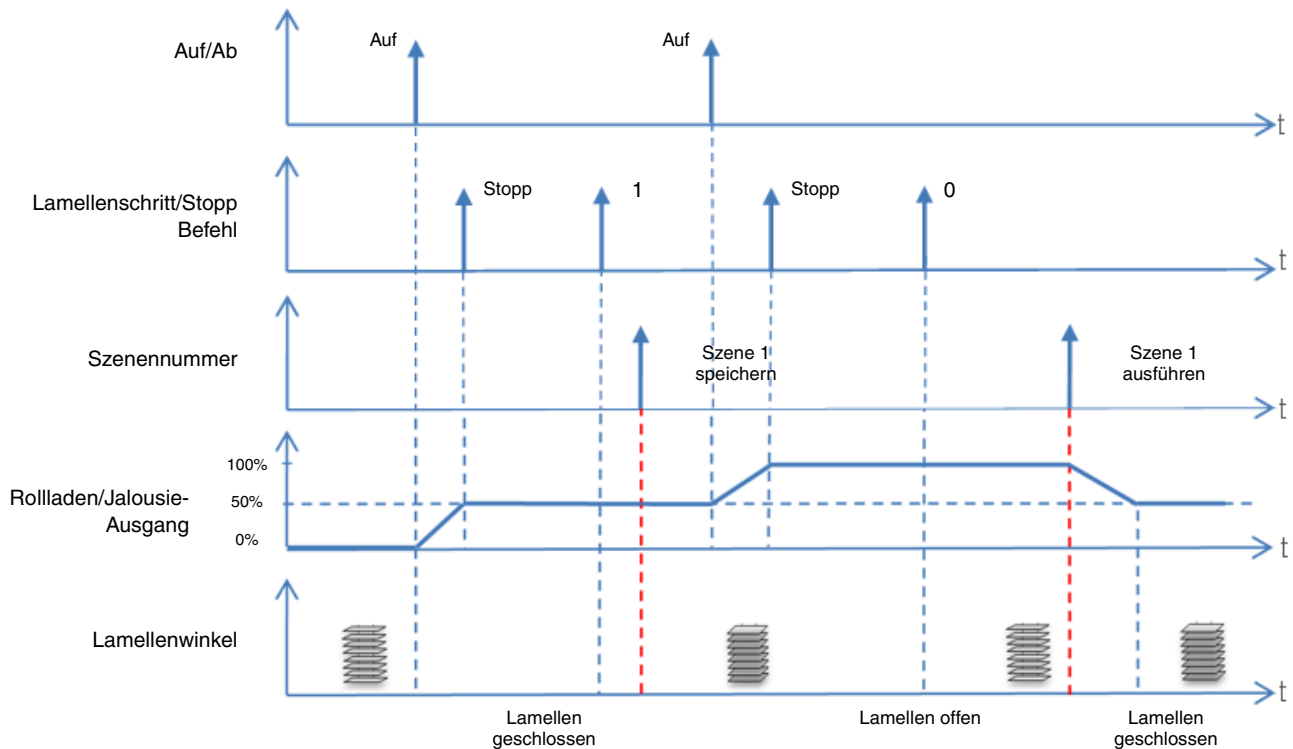 Auf/Ab
Auf
Auf
t
Lamellenschritt/Stopp
Befehl
Stopp
1
Stopp
0
t
Szenennummer
Szene 1
speichern
Szene 1
ausführen
t
Rollladen/Jalousie-
Ausgang
100%
50%
0%
t
Lamellenwinkel
t
Lamellen
geschlossen
Lamellen offen
Lamellen
geschlossen